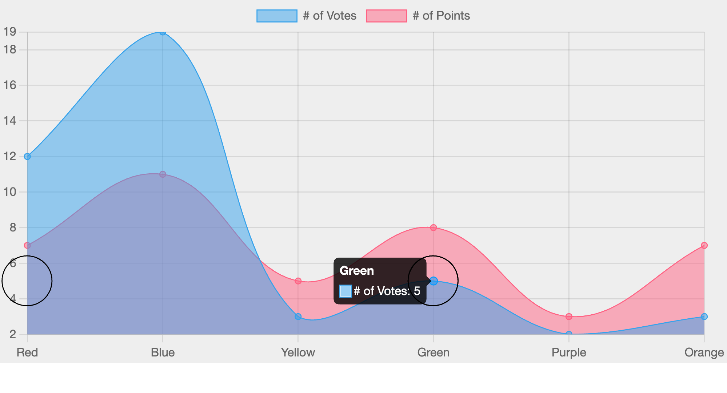 # of Votes # of Points
19
18
16
14
12
10
8
6
4
2
Green
# of Votes: 5
Red Blue Yellow Green Purple Orange